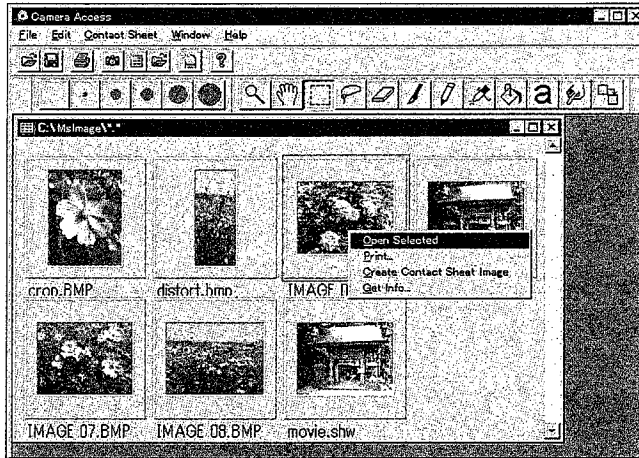 Camera Access
File Edit Contact Sheet Window Help
a
C:\MsImage\*.*
crop.BMP distort.bmp IMAGE
Open Selected
Print...
Create Contact Sheet Image
Get Info...
IMAGE 07.BMP IMAGE 08.BMP movie.shw